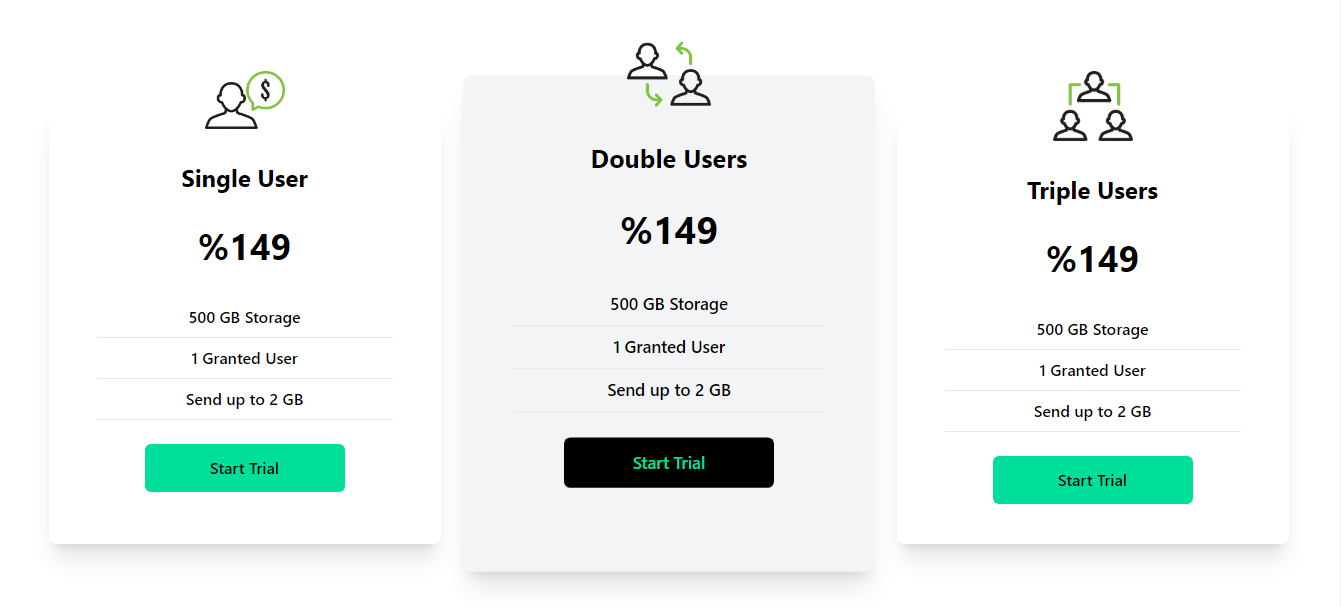 Single User
%149
500 GB Storage
1 Granted User
Send up to 2 GB
Start Trial
Double Users
%149
500 GB Storage
1 Granted User
Send up to 2 GB
Start Trial
Triple Users
%149
500 GB Storage
1 Granted User
Send up to 2 GB
Start Trial